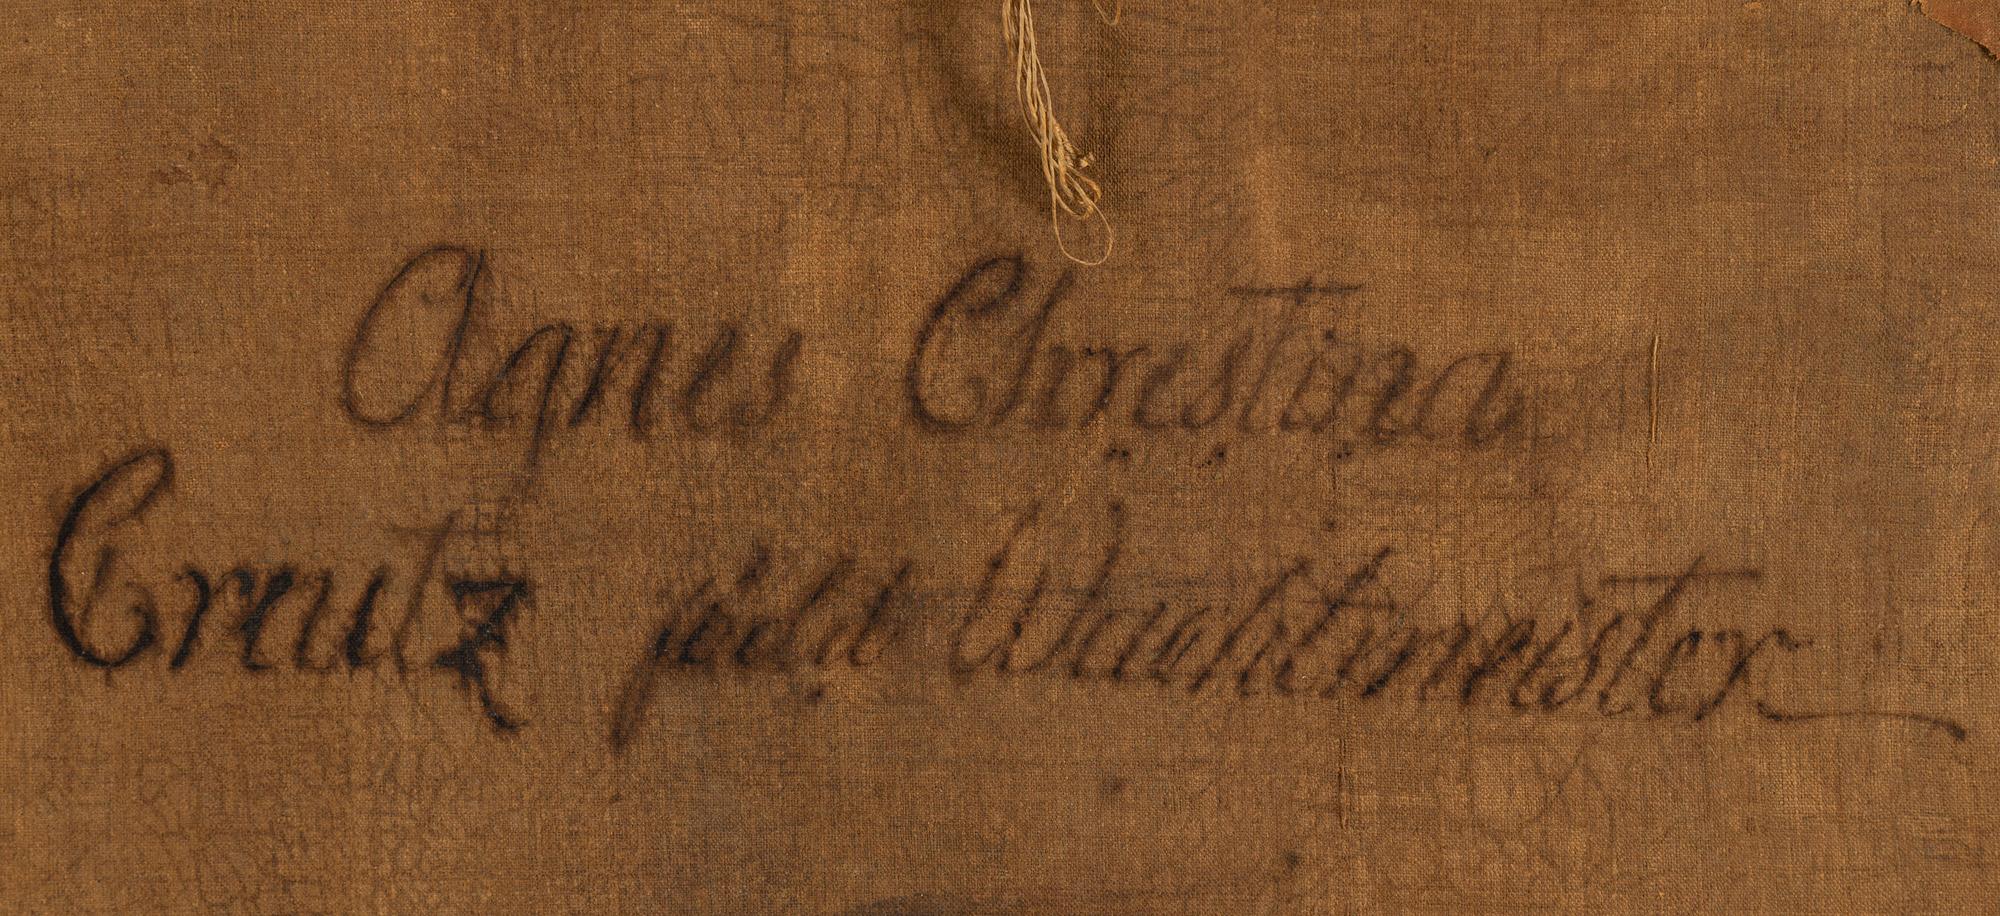 Agnes Christina
Creutz född Wachtmeister